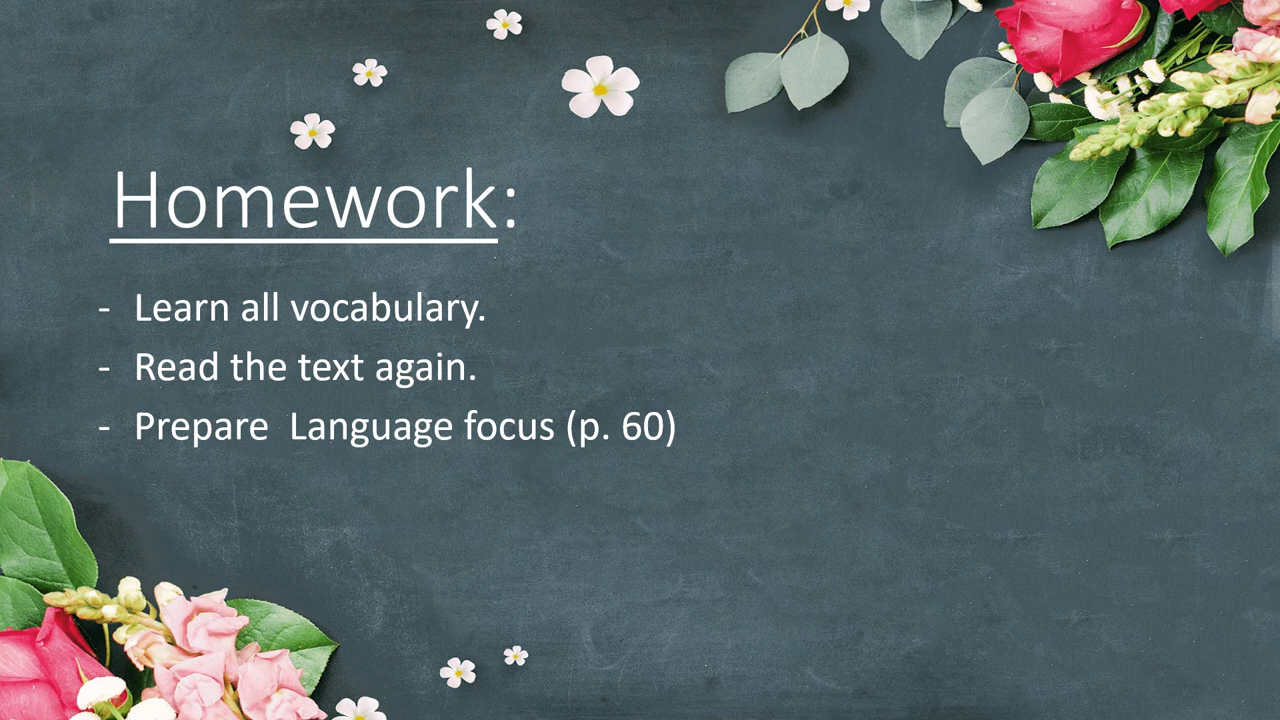 Homework:
- Learn all vocabulary.
- Read the text again.
- Prepare  Language focus (p. 60)